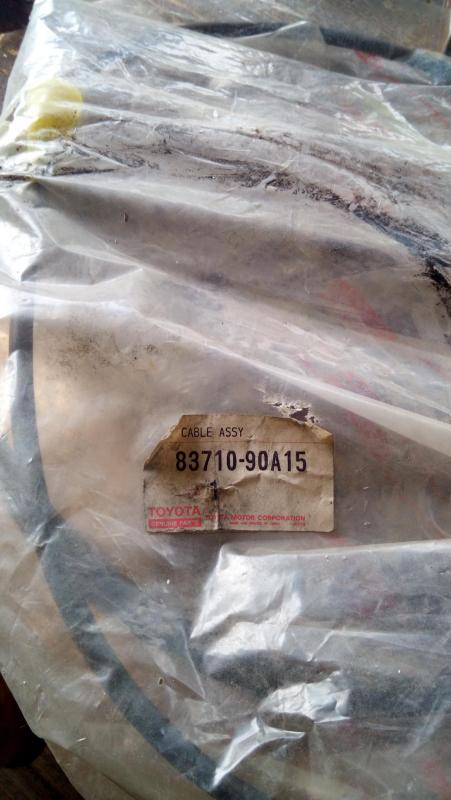 CABLE ASSY
83710-90A15
TOYOTA
GENUINE PARTS
TOYOTA MOTOR CORPORATION